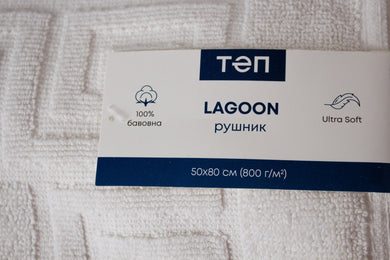 ТЕП
100%
бавовна
LAGOON
рушник
Ultra Soft
50x80 см (800 г/м²)